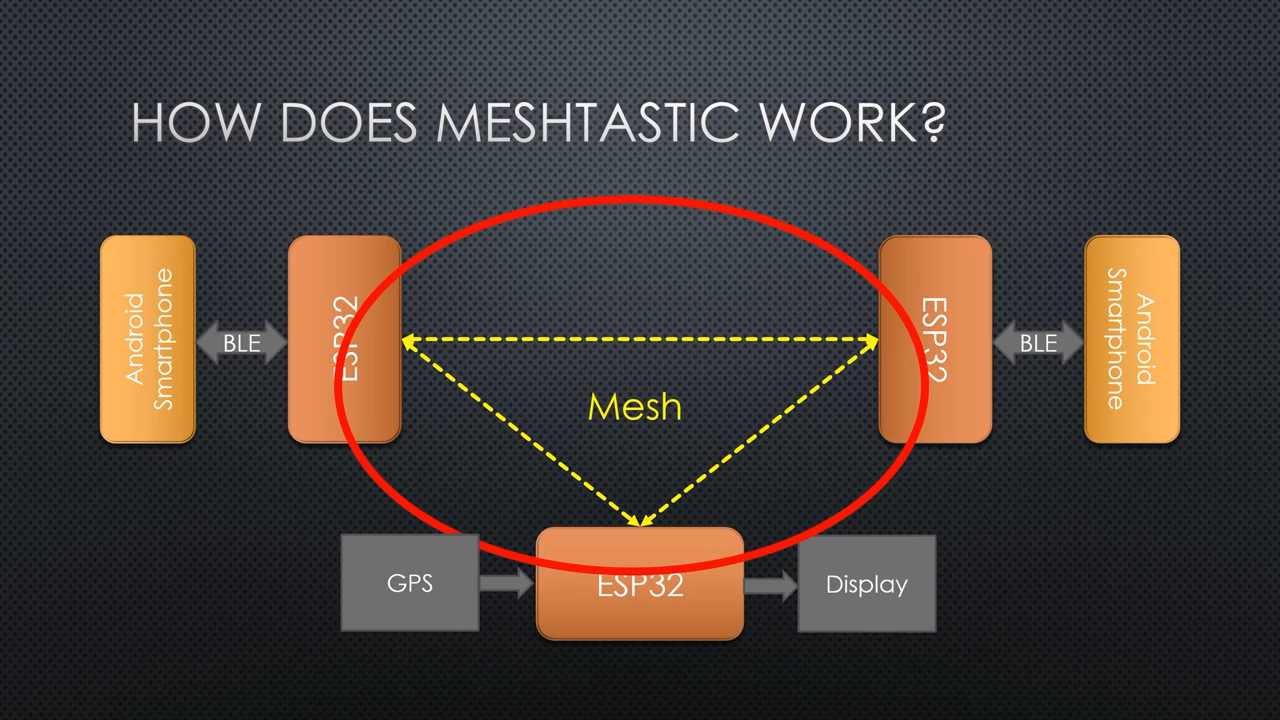 HOW DOES MESHTASTIC WORK?
Android
Smartphone
BLE
ESP32
ESP32
BLE
Android
Smartphone
Mesh
GPS
ESP32
Display